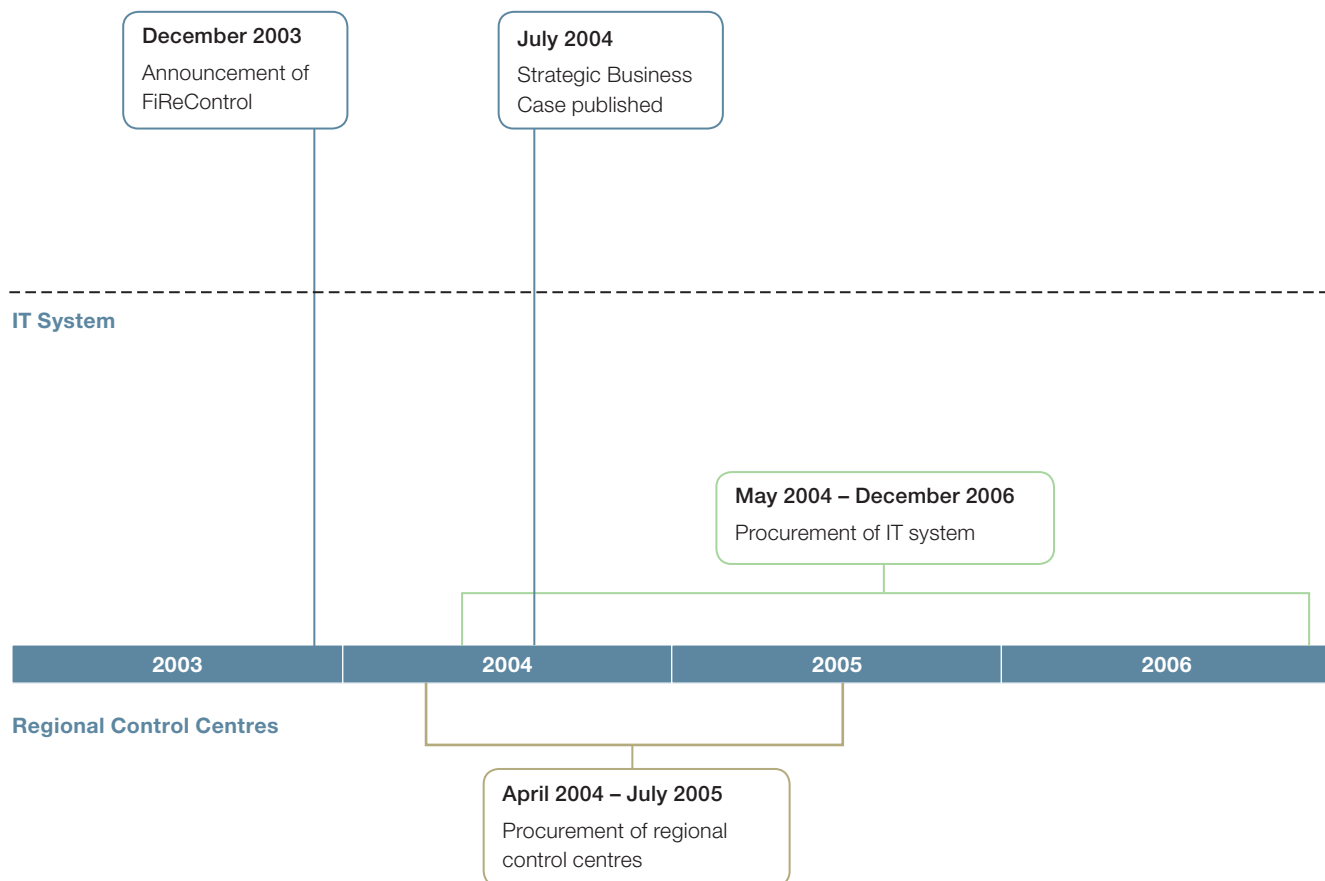 December 2003
Announcement of
FiReControl
July 2004
Strategic Business
Case published
IT System
May 2004 – December 2006
Procurement of IT system
2003
2004
2005
2006
Regional Control Centres
April 2004 – July 2005
Procurement of regional
control centres